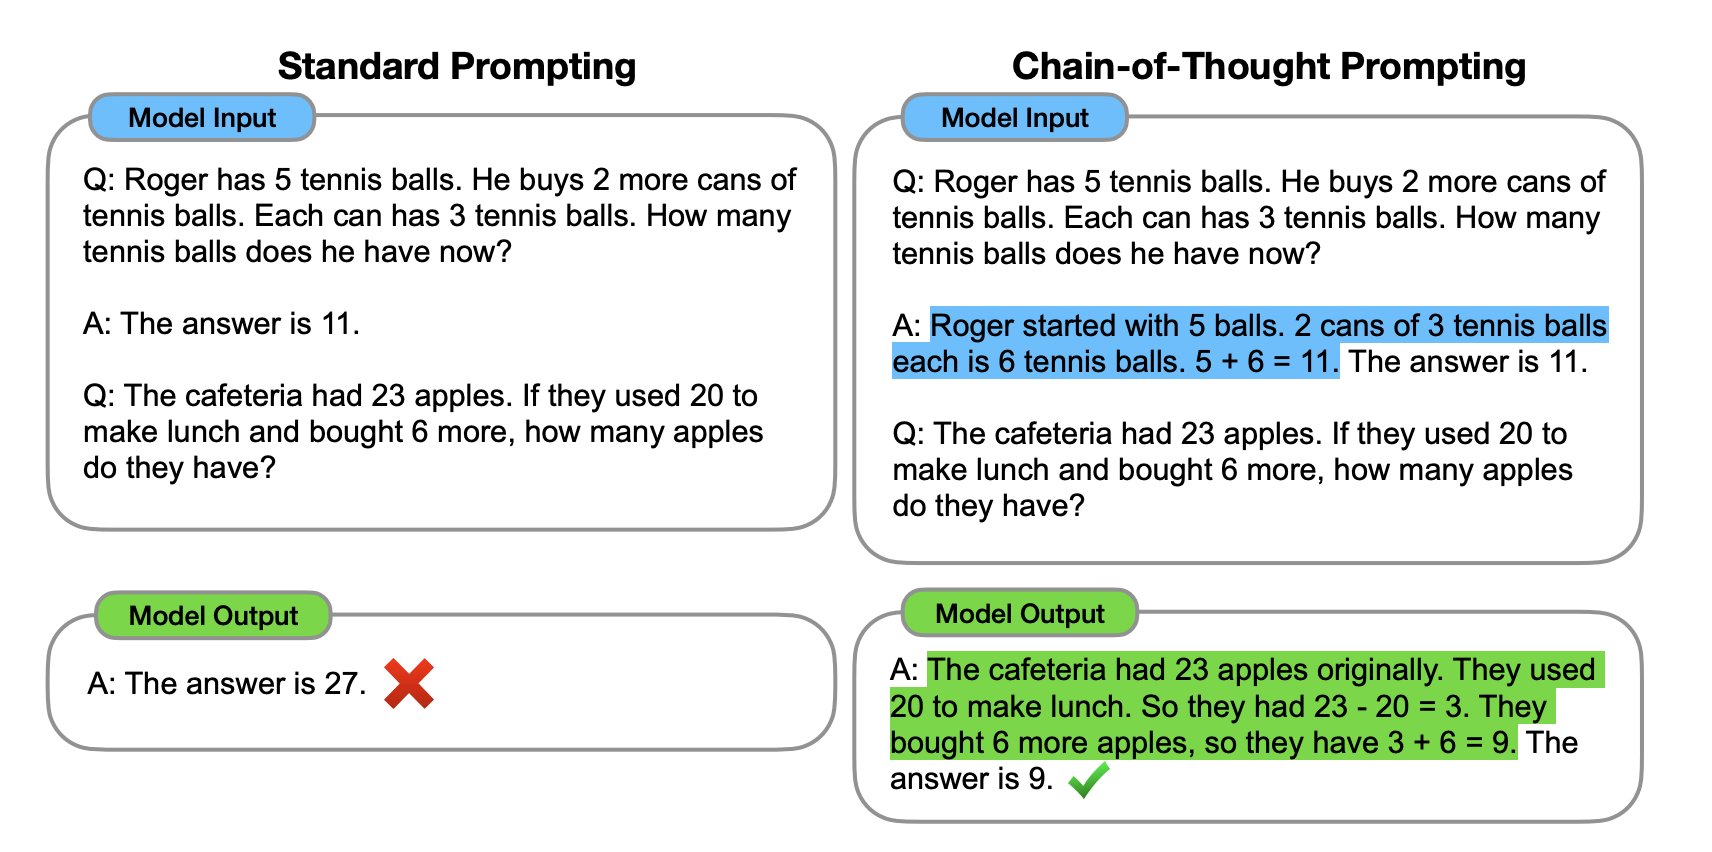 Standard Prompting
Model Input
Q: Roger has 5 tennis balls. He buys 2 more cans of
tennis balls. Each can has 3 tennis balls. How many
tennis balls does he have now?
A: The answer is 11.
Q: The cafeteria had 23 apples. If they used 20 to
make lunch and bought 6 more, how many apples
do they have?
Model Output
A: The answer is 27.
Chain-of-Thought Prompting
Model Input
Q: Roger has 5 tennis balls. He buys 2 more cans of
tennis balls. Each can has 3 tennis balls. How many
tennis balls does he have now?
A: Roger started with 5 balls. 2 cans of 3 tennis balls
each is 6 tennis balls. 5 + 6 = 11. The answer is 11.
Q: The cafeteria had 23 apples. If they used 20 to
make lunch and bought 6 more, how many apples
do they have?
Model Output
A: The cafeteria had 23 apples originally. They used
20 to make lunch. So they had 23 - 20 = 3. They
bought 6 more apples, so they have 3 + 6 = 9. The
answer is 9.